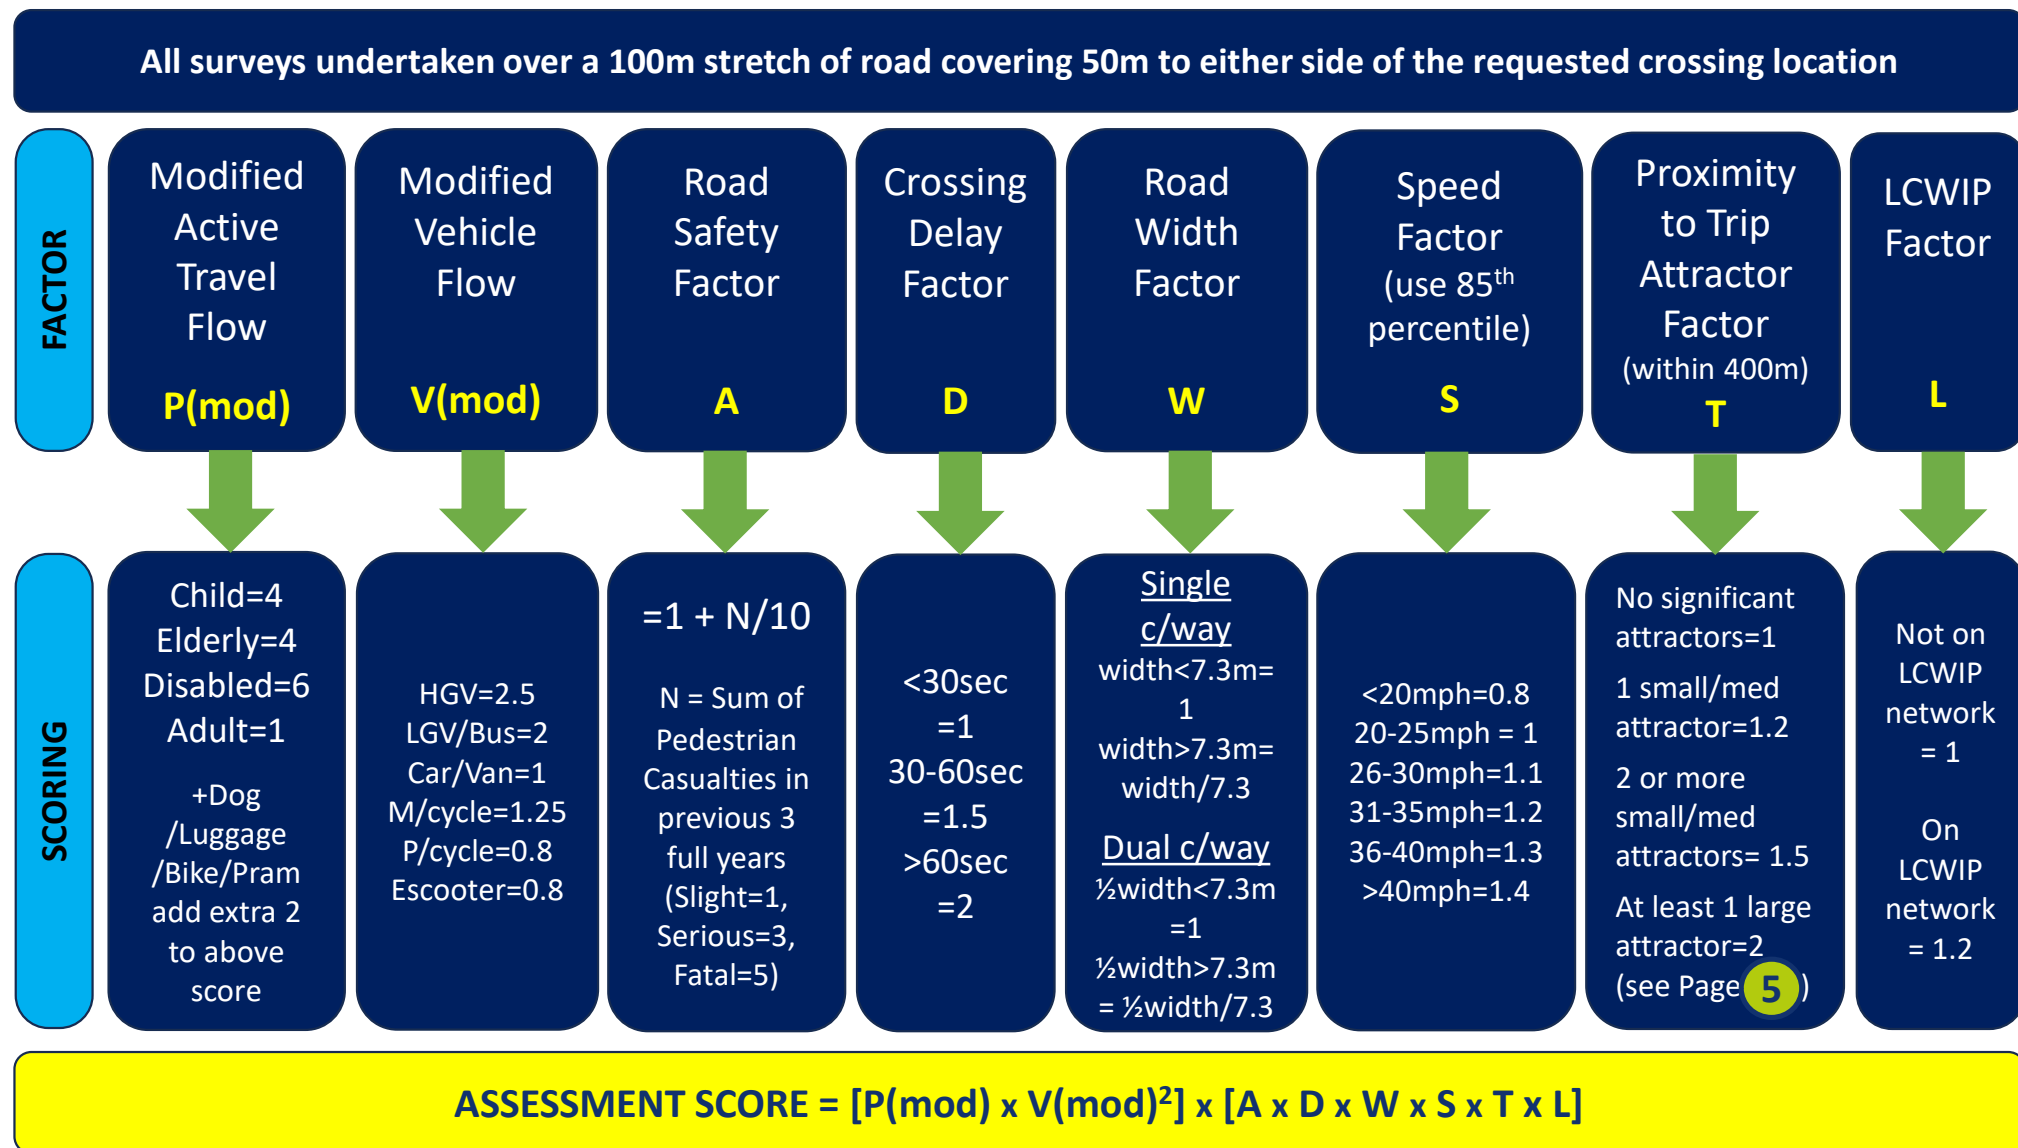 All surveys undertaken over a 100m stretch of road covering 50m to either side of the requested crossing location
FACTOR
Modified
Active
Travel
Flow
P(mod)
Modified
Vehicle
Flow
V(mod)
Road
Safety
Factor
A
Crossing
Delay
Factor
D
Road
Width
Factor
W
Speed
Factor
(use 85th
percentile)
S
Proximity
to Trip
Attractor
Factor
(within 400m)
T
LCWIP
Factor
L
SCORING
Child=4
Elderly=4
Disabled=6
Adult=1
+Dog
/Luggage
/Bike/Pram
add extra 2
to above
score
HGV=2.5
LGV/Bus=2
Car/Van=1
M/cycle=1.25
P/cycle=0.8
Escooter=0.8
=1 + N/10
N = Sum of
Pedestrian
Casualties in
previous 3
full years
(Slight=1,
Serious=3,
Fatal=5)
<30sec
=1
30-60sec
=1.5
>60sec
=2
Single
c/way
width<7.3m=
1
width>7.3m=
width/7.3
Dual c/way
½width<7.3m
=1
½width>7.3m
= ½width/7.3
<20mph=0.8
20-25mph = 1
26-30mph=1.1
31-35mph=1.2
36-40mph=1.3
>40mph=1.4
No significant
attractors=1
1 small/med
attractor=1.2
2 or more
small/med
attractors= 1.5
At least 1 large
attractor=2
(see Page 5 )
Not on
LCWIP
network
= 1
On
LCWIP
network
= 1.2
ASSESSMENT SCORE = [P(mod) x V(mod)²] x [A x D x W x S x T x L]